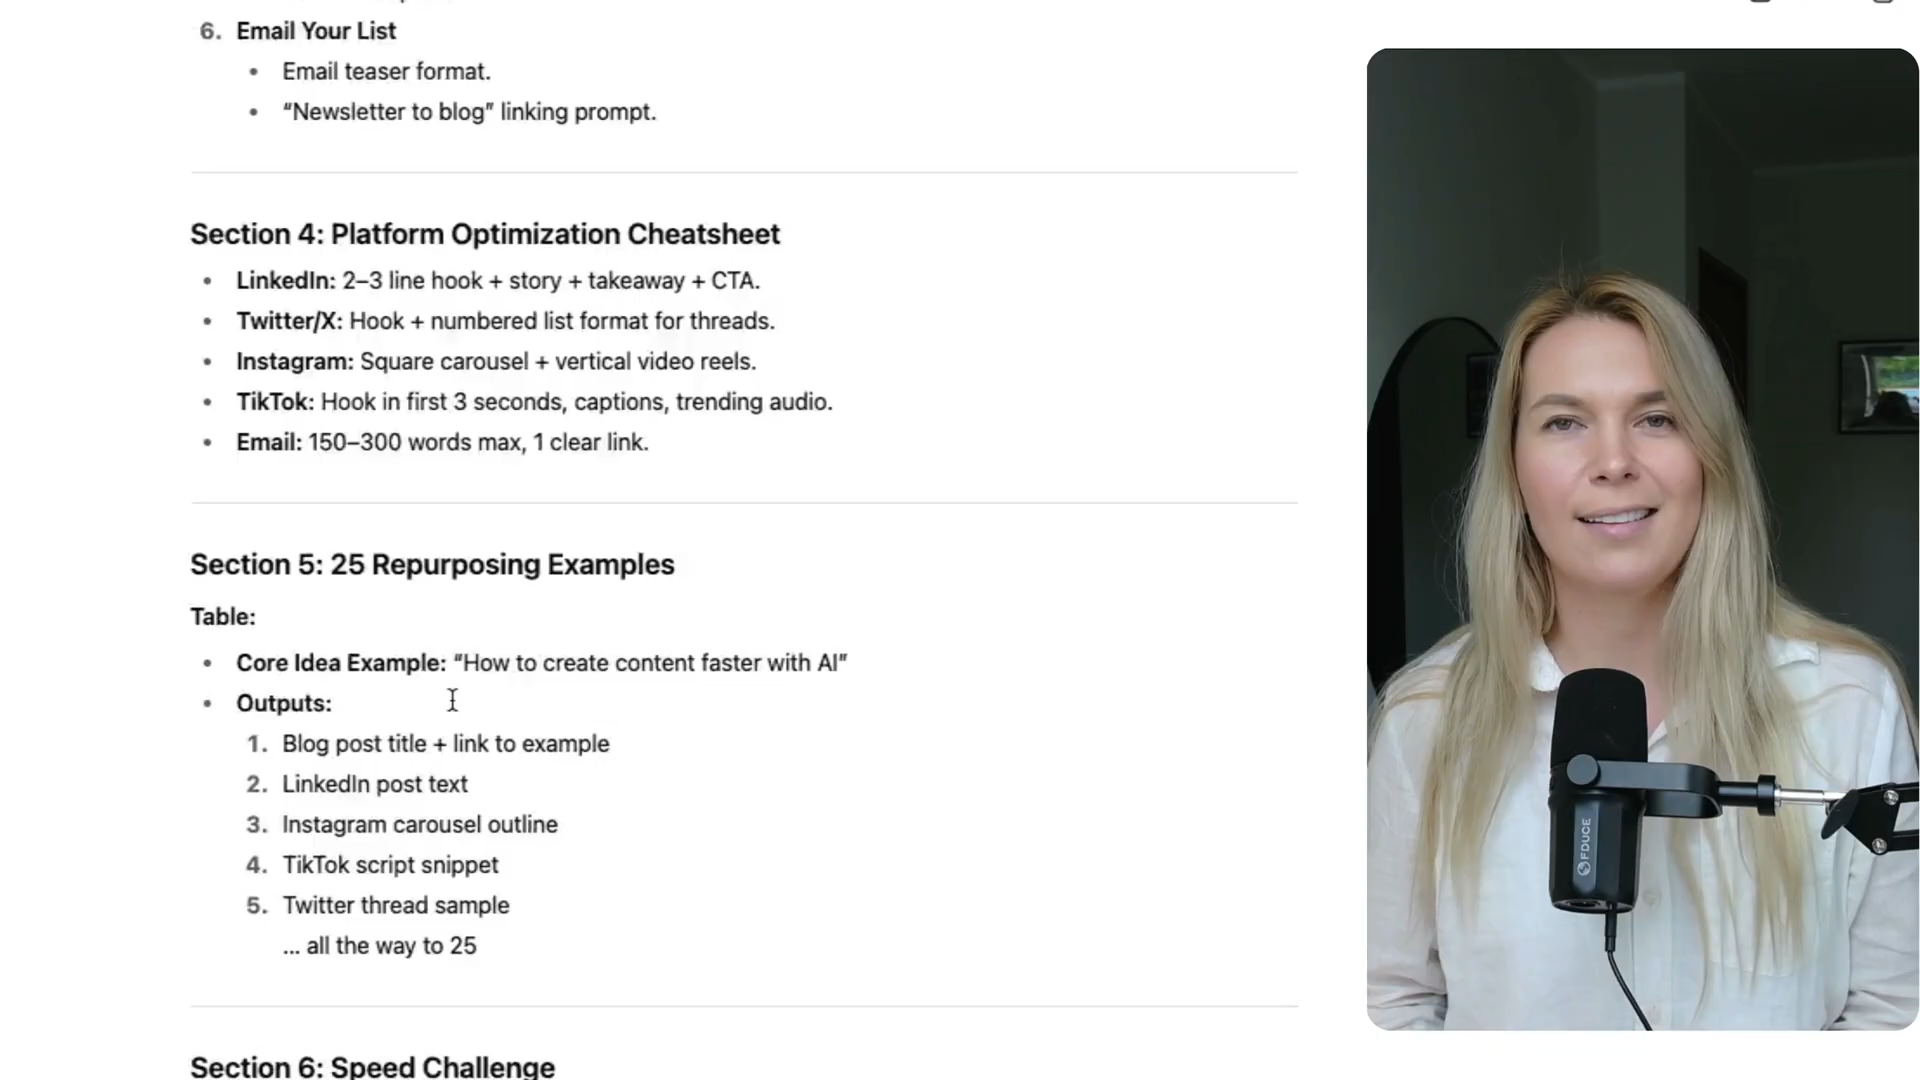 6. Email Your List
• Email teaser format.
• “Newsletter to blog” linking prompt.
Section 4: Platform Optimization Cheatsheet
• LinkedIn: 2–3 line hook + story + takeaway + CTA.
• Twitter/X: Hook + numbered list format for threads.
• Instagram: Square carousel + vertical video reels.
• TikTok: Hook in first 3 seconds, captions, trending audio.
• Email: 150–300 words max, 1 clear link.
Section 5: 25 Repurposing Examples
Table:
• Core Idea Example: “How to create content faster with AI”
• Outputs:
1. Blog post title + link to example
2. LinkedIn post text
3. Instagram carousel outline
4. TikTok script snippet
5. Twitter thread sample
... all the way to 25
Section 6: Speed Challenge
FDUCE